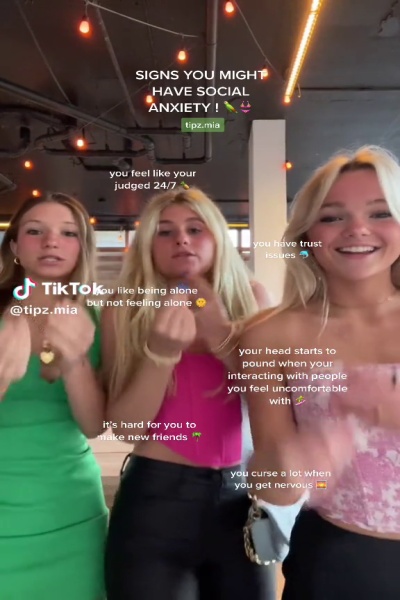 SIGNS YOU MIGHT
HAVE SOCIAL
ANXIETY ! 🦜👙
tipz.mia
you feel like your
judged 24/7 🦜
you have trust
issues 🐬
TikTok
@tipz.mia
you like being alone
but not feeling alone 🌝
your head starts to
pound when your
interacting with people
you feel uncomfortable
with 🏝
it's hard for you to
make new friends 🌴
you curse a lot when
you get nervous 🌅